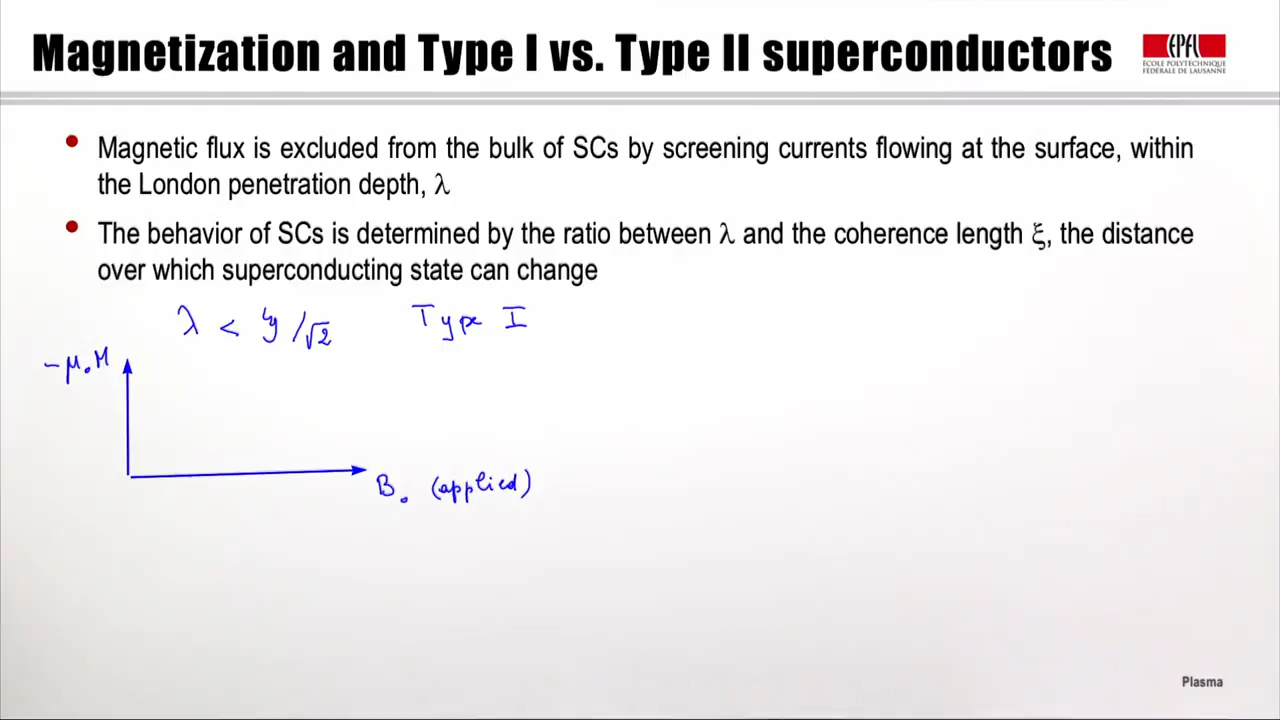 Magnetization and Type I vs. Type II superconductors
EPFL
ÉCOLE POLYTECHNIQUE
FÉDÉRALE DE LAUSANNE
• Magnetic flux is excluded from the bulk of SCs by screening currents flowing at the surface, within
the London penetration depth, λ
• The behavior of SCs is determined by the ratio between λ and the coherence length ξ, the distance
over which superconducting state can change
λ < ξ /√2 Type I
-μ₀M
B₀ (applied)
Plasma